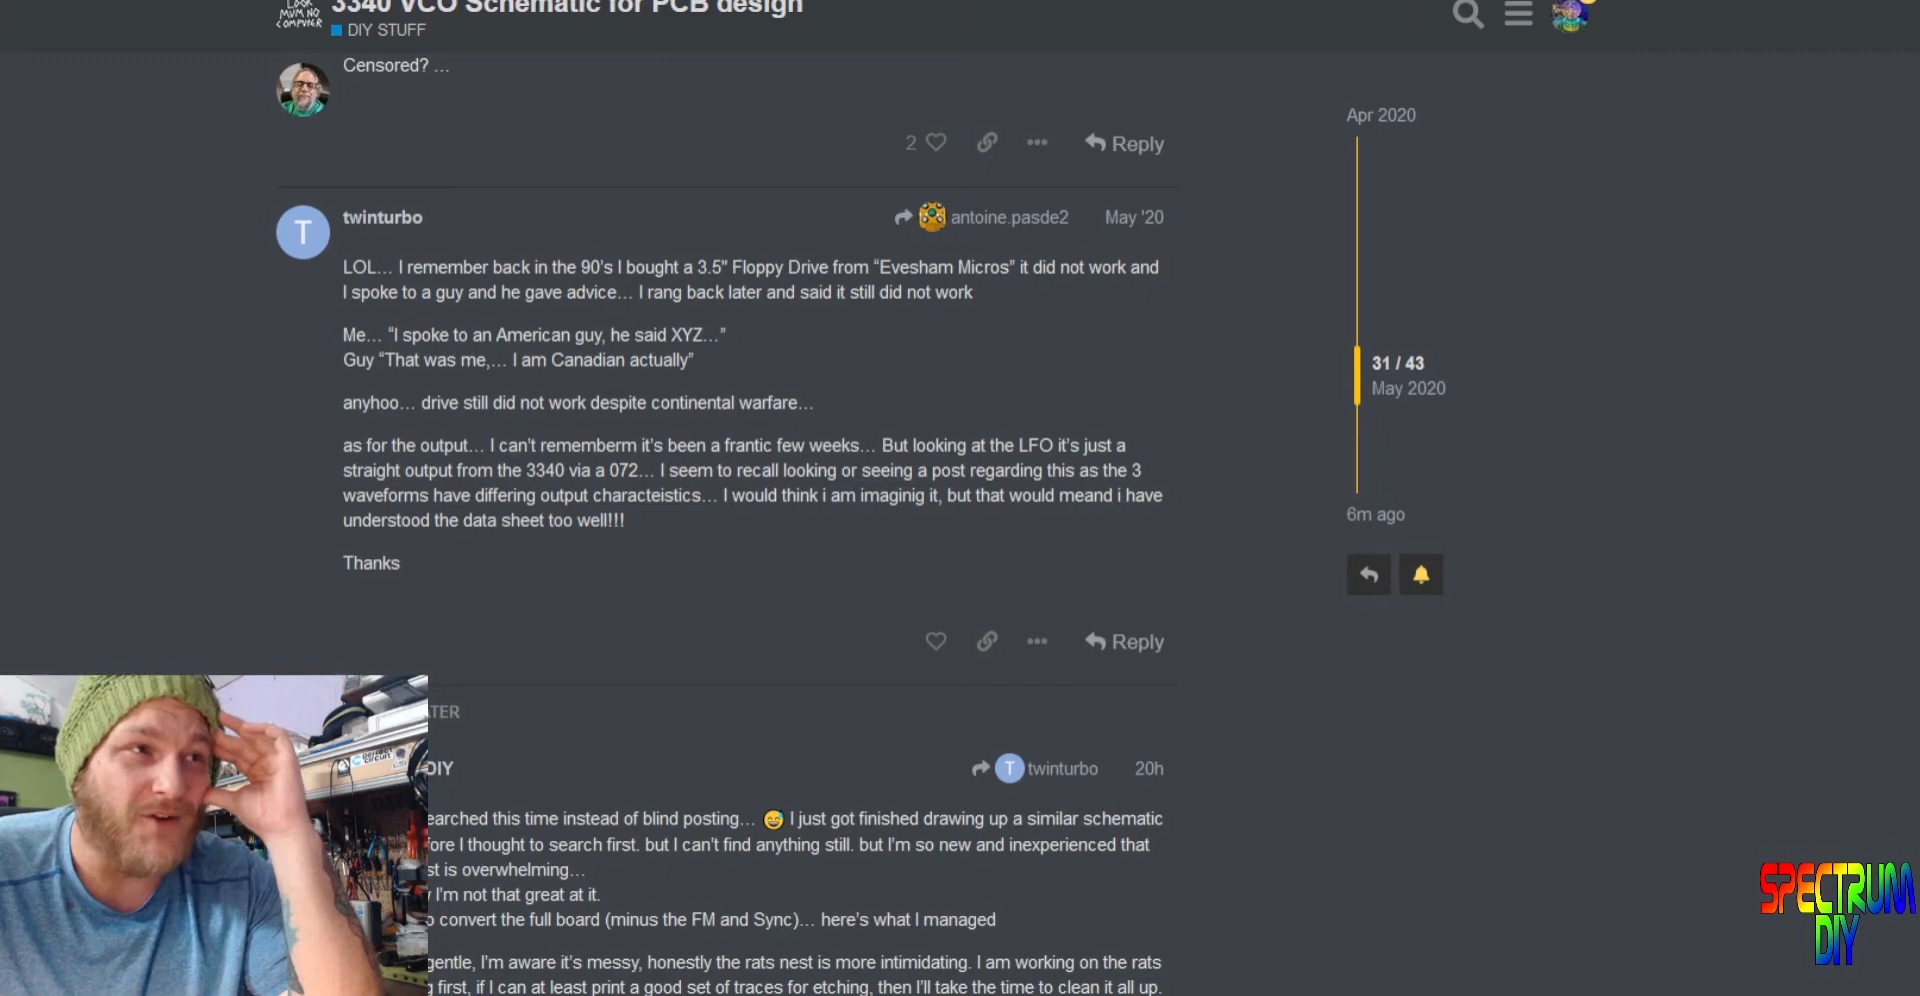 LOOK
MUM NO
COMPUTER
3340 VCO Schematic for PCB design
DIY STUFF
Censored? …
2
Reply
Apr 2020
T
twinturbo
antoine.pasde2
May '20
LOL… I remember back in the 90's I bought a 3.5" Floppy Drive from “Evesham Micros” it did not work and
I spoke to a guy and he gave advice… I rang back later and said it still did not work
Me… “I spoke to an American guy, he said XYZ…”
Guy “That was me,… I am Canadian actually”
anyhoo… drive still did not work despite continental warfare…
as for the output… I can't rememberm it's been a frantic few weeks… But looking at the LFO it's just a
straight output from the 3340 via a 072… I seem to recall looking or seeing a post regarding this as the 3
waveforms have differing output characteistics… I would think i am imaginig it, but that would meand i have
understood the data sheet too well!!!
Thanks
31 / 43
May 2020
6m ago
Reply
TER
DIY
T
twinturbo
20h
earched this time instead of blind posting… I just got finished drawing up a similar schematic
ore I thought to search first. but I can't find anything still. but I'm so new and inexperienced that
st is overwhelming…
I'm not that great at it.
o convert the full board (minus the FM and Sync)… here's what I managed
gentle, I'm aware it's messy, honestly the rats nest is more intimidating. I am working on the rats
g first, if I can at least print a good set of traces for etching, then I'll take the time to clean it all up.
perfect
circuit
SPECTRUM
DIY